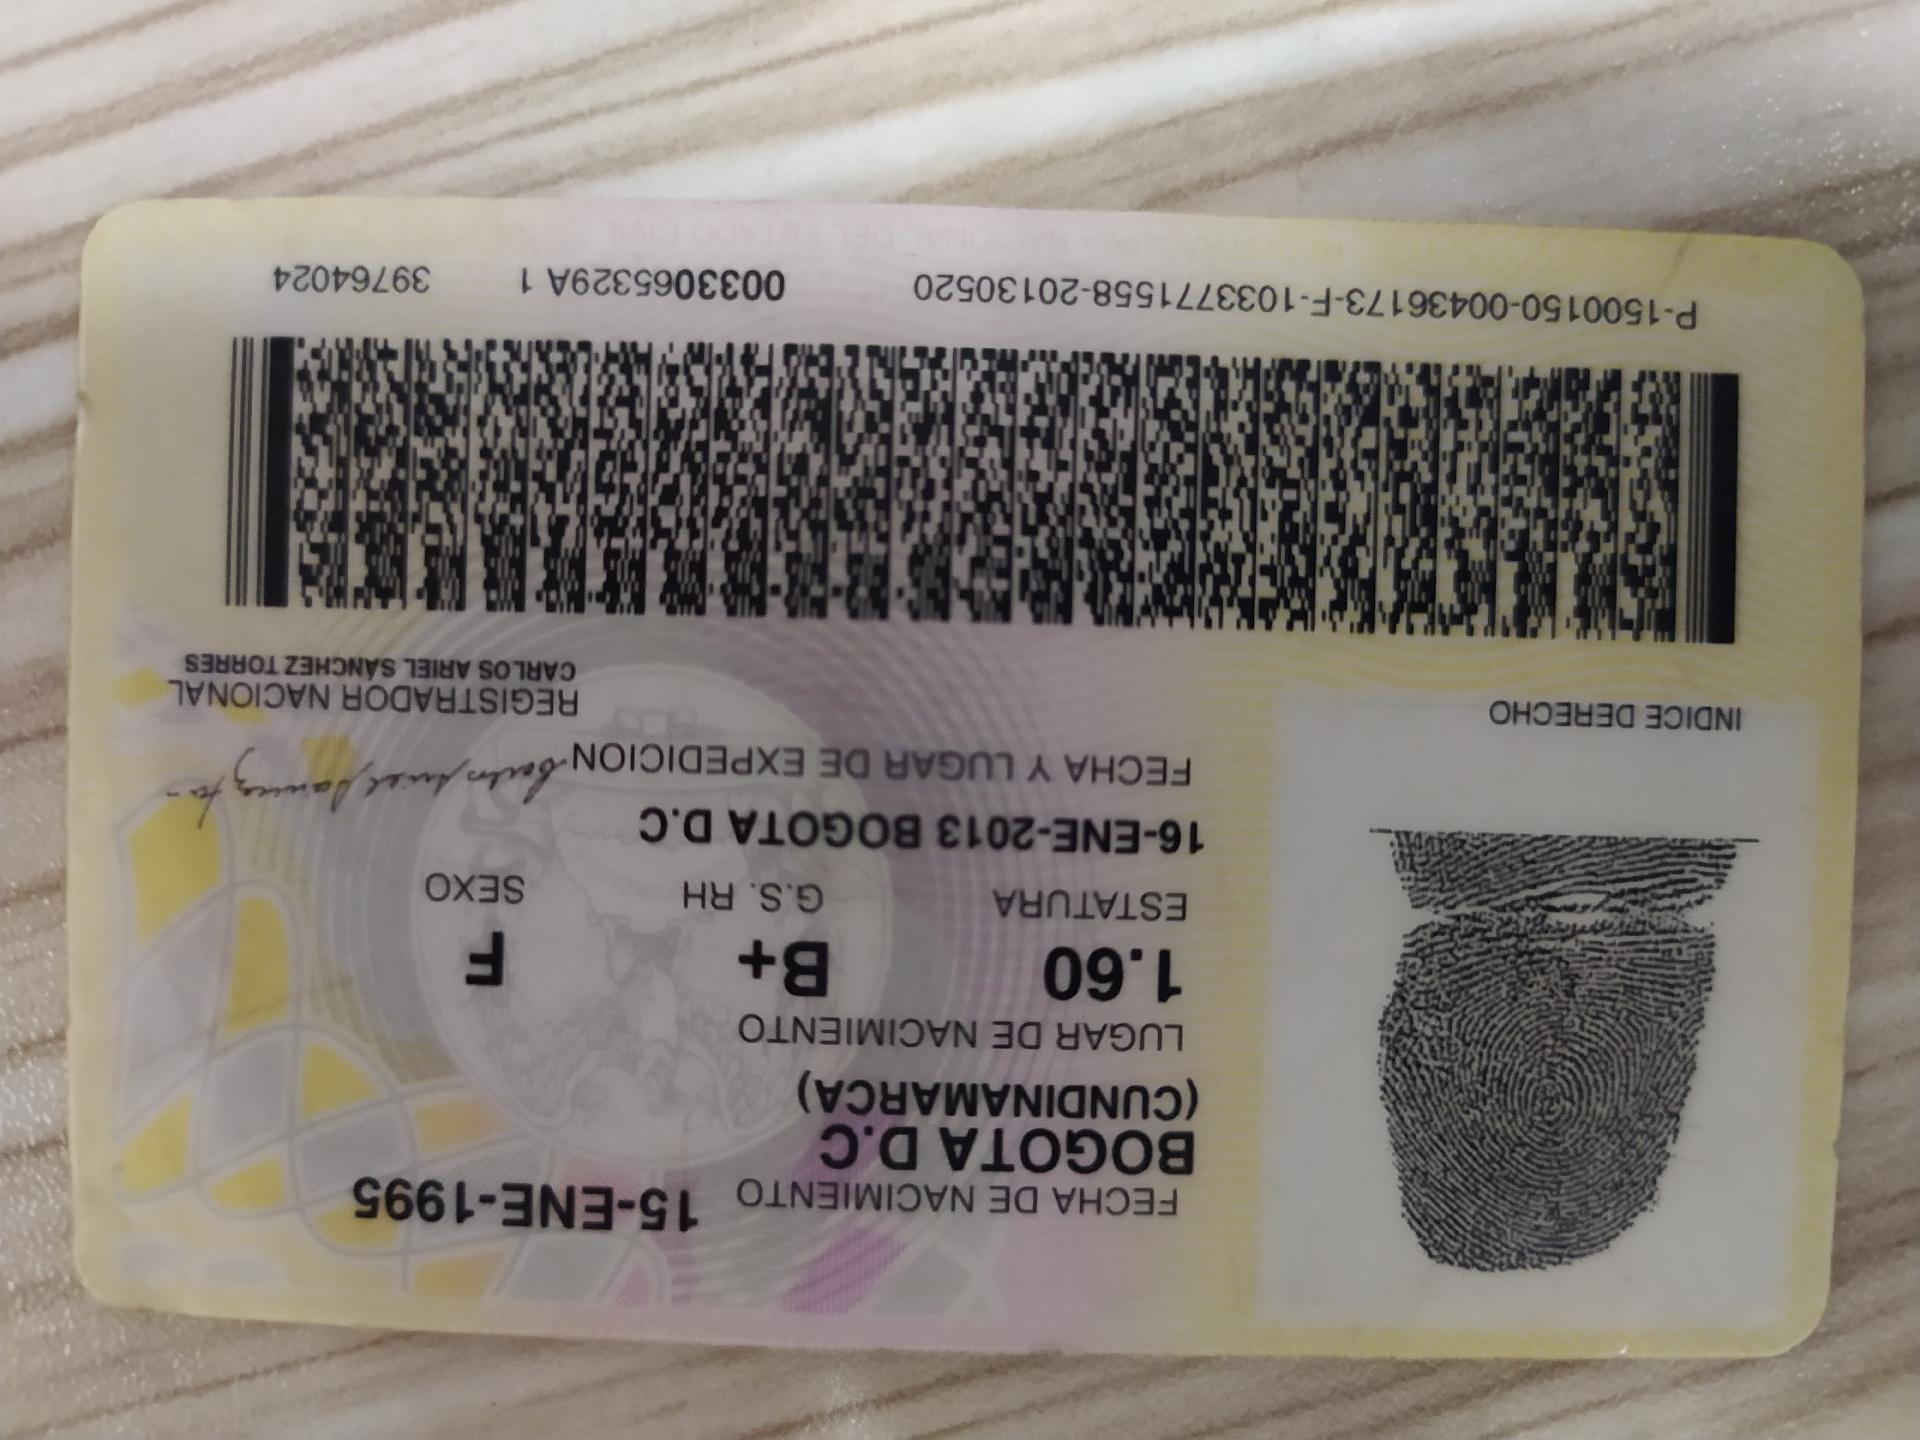 FECHA DE NACIMIENTO 15-ENE-1995
BOGOTA D.C
(CUNDINAMARCA)
LUGAR DE NACIMIENTO
1.60 B+ F
ESTATURA G.S. RH SEXO
16-ENE-2013 BOGOTA D.C
FECHA Y LUGAR DE EXPEDICION
INDICE DERECHO
REGISTRADOR NACIONAL
CARLOS ARIEL SÁNCHEZ TORRES
P-1500150-00436173-F-1033771558-20130520 0033065329A 1 39764024
REGISTRADURIA NACIONAL DEL ESTADO CIVIL